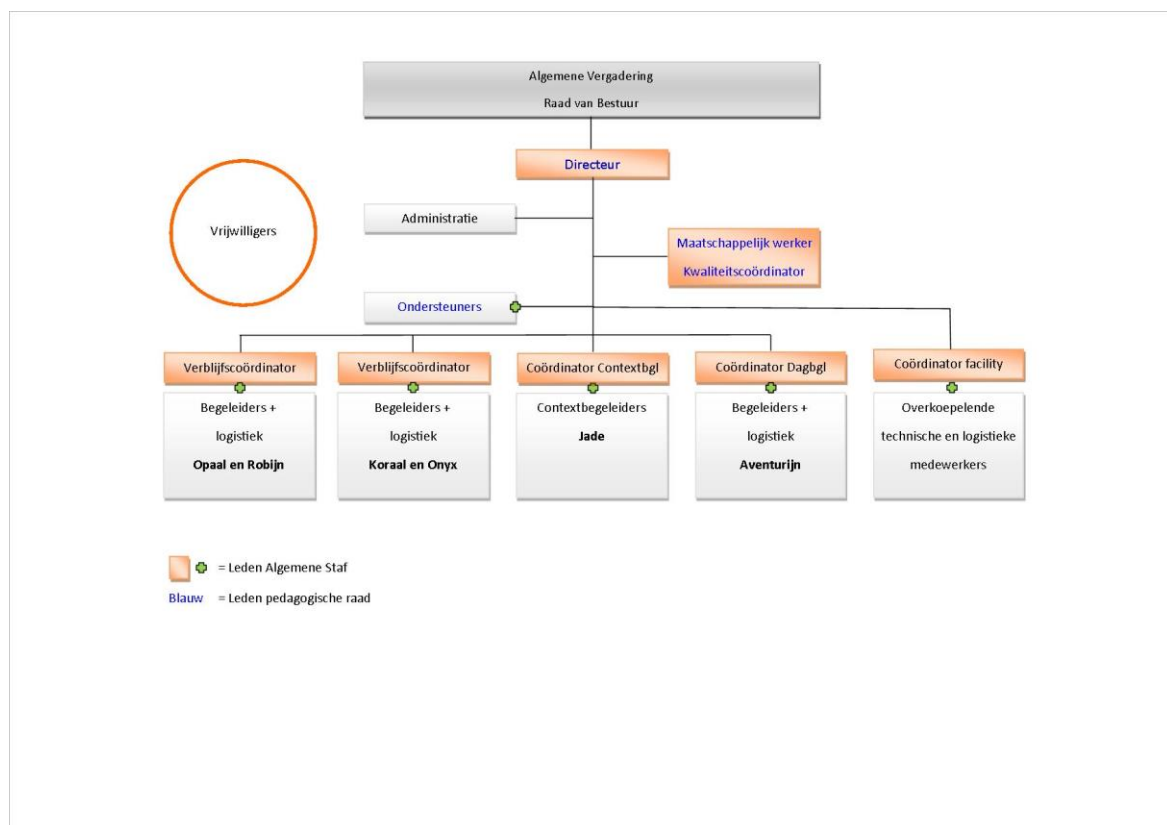 Algemene Vergadering
Raad van Bestuur
Directeur
Vrijwilligers
Administratie
Maatschappelijk werker
Kwaliteitscoördinator
Ondersteuners
Verblijfscoördinator
Verblijfscoördinator
Coördinator Contextbgl
Coördinator Dagbgl
Coördinator facility
Begeleiders +
logistiek
Opaal en Robijn
Begeleiders +
logistiek
Koraal en Onyx
Contextbegeleiders
Jade
Begeleiders +
logistiek
Aventurijn
Overkoepelende
technische en logistieke
medewerkers
= Leden Algemene Staf
Blauw = Leden pedagogische raad